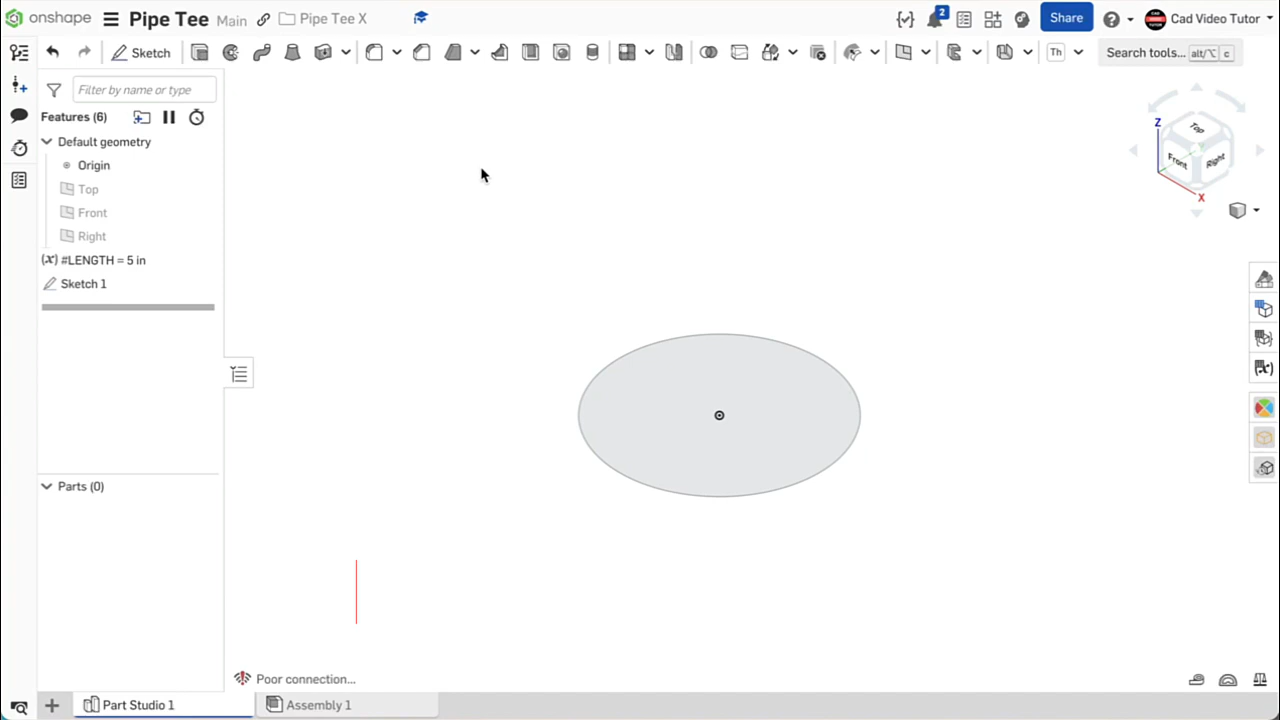 onshape
Pipe Tee Main
Pipe Tee X
2
Share
Cad Video Tutor
Sketch
Th
Search tools... alt/⌥ c
Filter by name or type
Features (6)
Default geometry
Origin
Top
Front
Right
(x) #LENGTH = 5 in
Sketch 1
Parts (0)
Z
Top
Front
Right
X
(x)
Poor connection...
Part Studio 1
Assembly 1